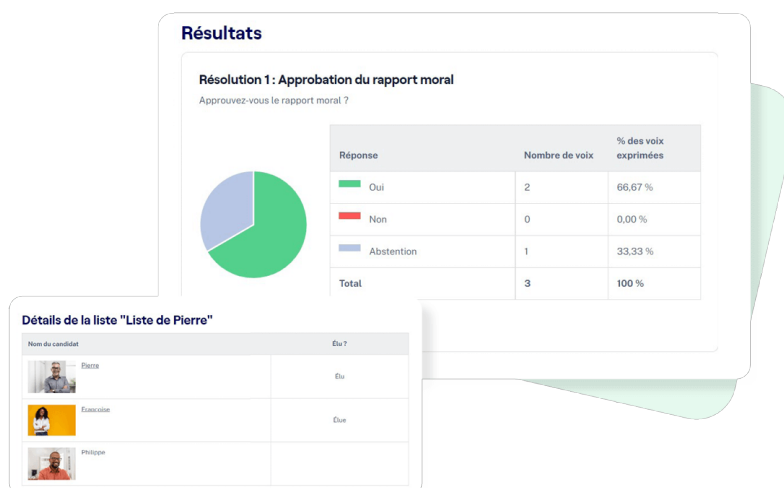 Résultats
Résolution 1 : Approbation du rapport moral
Approuvez-vous le rapport moral ?
Réponse Nombre de voix % des voix exprimées
Oui 2 66,67 %
Non 0 0,00 %
Abstention 1 33,33 %
Total 3 100 %
Détails de la liste "Liste de Pierre"
Nom du candidat Élu ?
Pierre Élu
Françoise Élue
Philippe